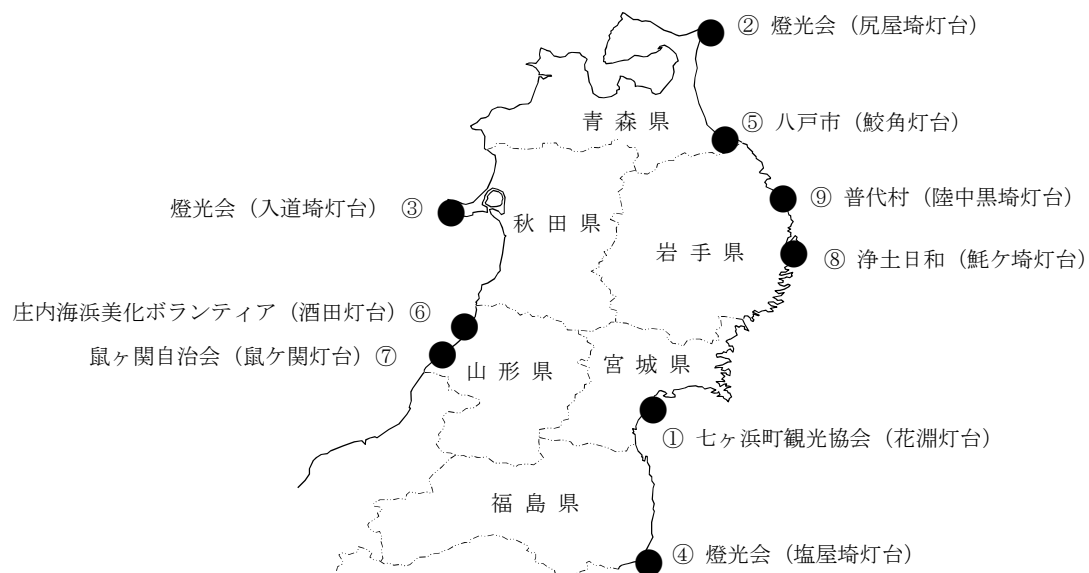 ② 燈光会（尻屋埼灯台）
青 森 県
⑤ 八戸市（鮫角灯台）
⑨ 普代村（陸中黒埼灯台）
燈光会（入道埼灯台） ③
秋 田 県
岩 手 県
⑧ 浄土日和（魹ケ埼灯台）
庄内海浜美化ボランティア（酒田灯台）⑥
鼠ヶ関自治会（鼠ケ関灯台）⑦
山 形 県
宮 城 県
① 七ヶ浜町観光協会（花淵灯台）
福 島 県
④ 燈光会（塩屋埼灯台）